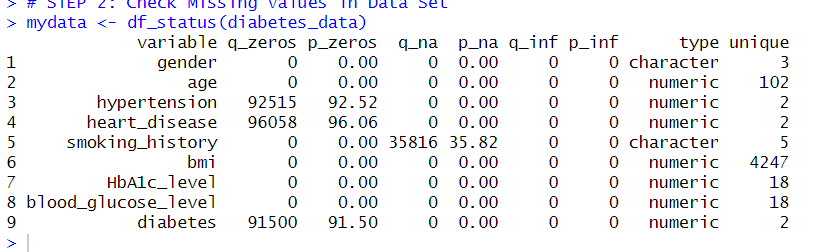 > # STEP 2: Check Missing Values in Data Set
> mydata <- df_status(diabetes_data)
variable q_zeros p_zeros q_na p_na q_inf p_inf type unique
1 gender 0 0.00 0 0.00 0 0 character 3
2 age 0 0.00 0 0.00 0 0 numeric 102
3 hypertension 92515 92.52 0 0.00 0 0 numeric 2
4 heart_disease 96058 96.06 0 0.00 0 0 numeric 2
5 smoking_history 0 0.00 35816 35.82 0 0 character 5
6 bmi 0 0.00 0 0.00 0 0 numeric 4247
7 HbA1c_level 0 0.00 0 0.00 0 0 numeric 18
8 blood_glucose_level 0 0.00 0 0.00 0 0 numeric 18
9 diabetes 91500 91.50 0 0.00 0 0 numeric 2
>